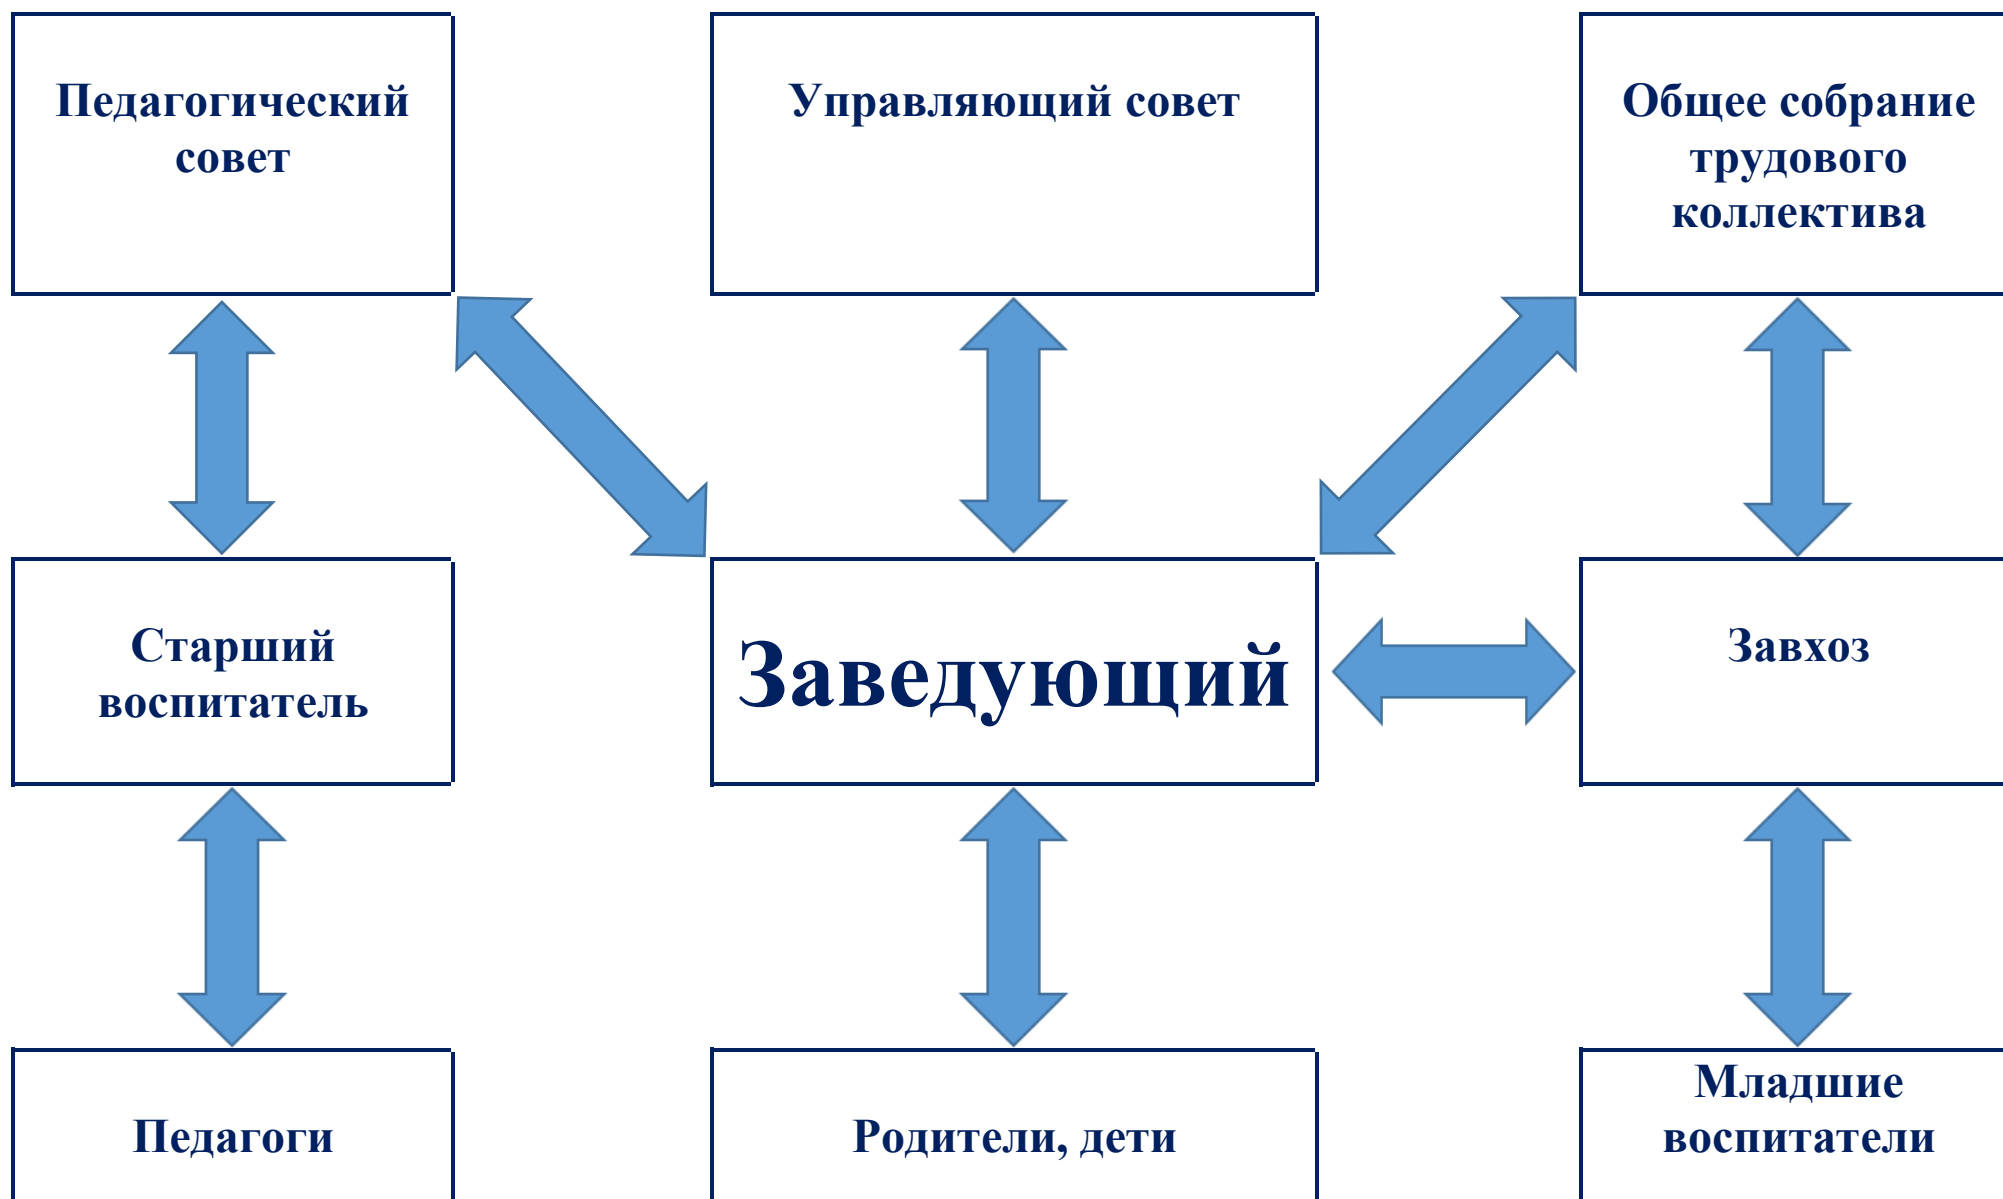 Педагогический
совет
Управляющий совет
Общее собрание
трудового
коллектива
Старший
воспитатель
Заведующий
Завхоз
Педагоги
Родители, дети
Младшие
воспитатели